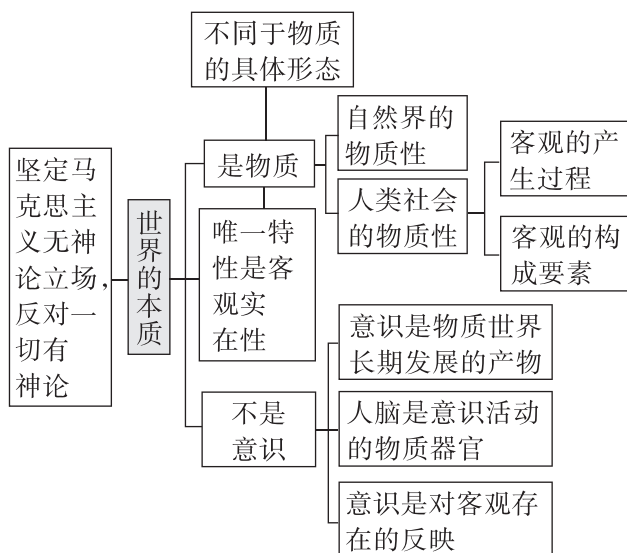 不同于物质
的具体形态
是物质
唯一特
性是客
观实
在性
自然界的
物质性
人类社会
的物质性
客观的产
生过程
客观的构
成要素
坚定马
克思主
义无神
论立场，
反对一
切有
神论
世界的本质
不是
意识
意识是物质世界
长期发展的产物
人脑是意识活动
的物质器官
意识是对客观存
在的反映